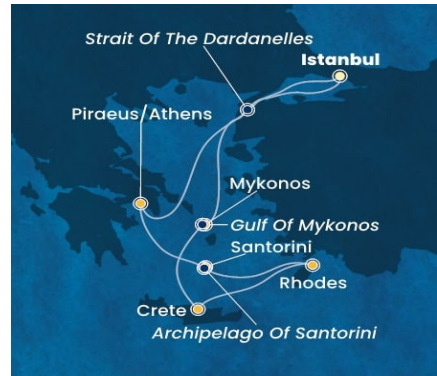 Strait Of The Dardanelles
Istanbul
Piraeus/Athens
Mykonos
Gulf Of Mykonos
Santorini
Rhodes
Crete
Archipelago Of Santorini